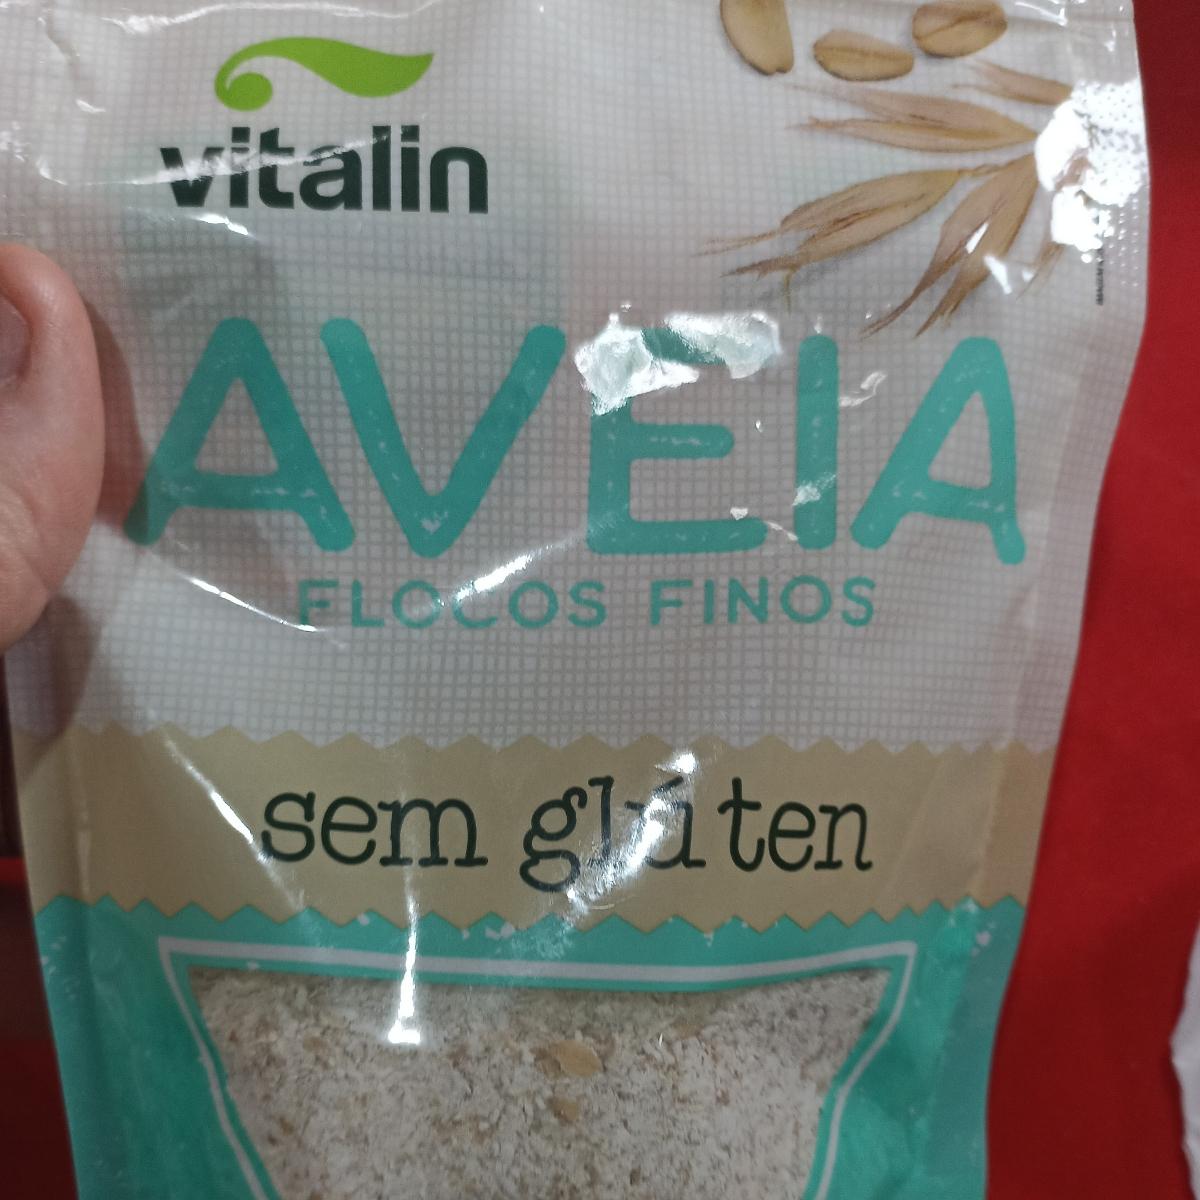 vitalin
AVEIA
FLOCOS FINOS
sem glúten